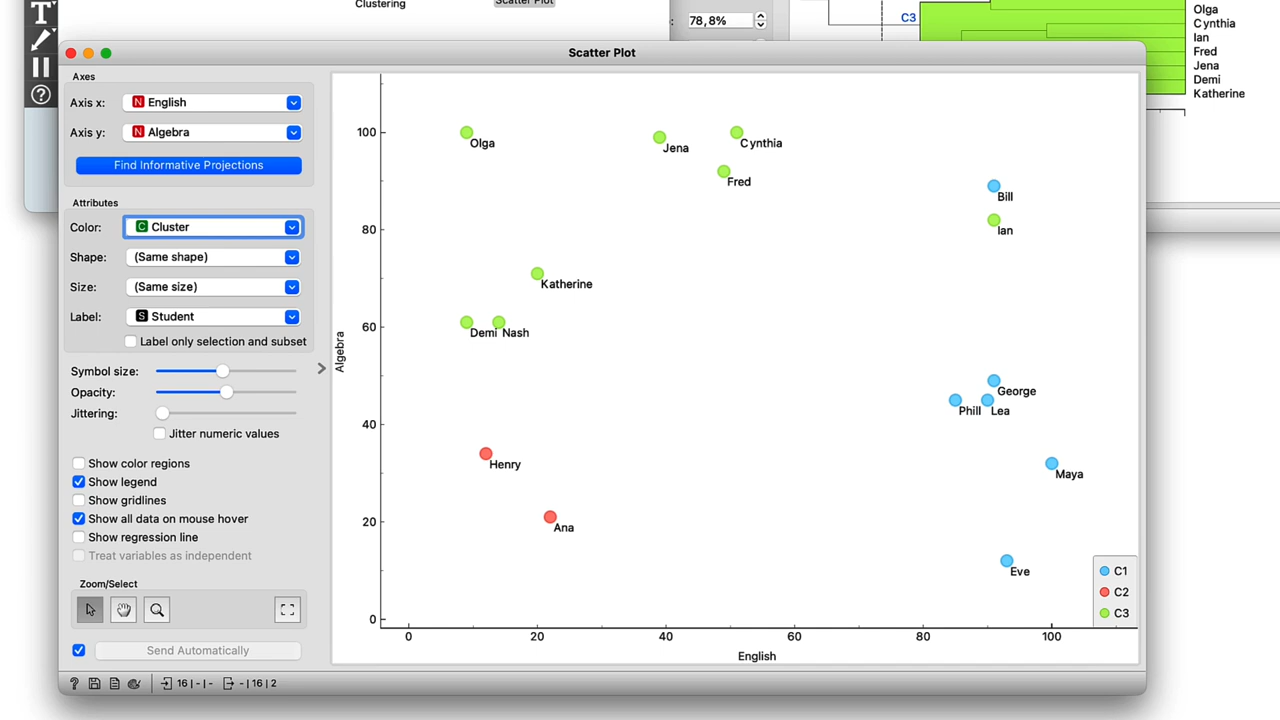 Clustering
Scatter Plot
: 78,8%
C3
Olga
Cynthia
Ian
Fred
Jena
Demi
Katherine
Scatter Plot
Axes
Axis x: N English
Axis y: N Algebra
Find Informative Projections
Attributes
Color: C Cluster
Shape: (Same shape)
Size: (Same size)
Label: S Student
Label only selection and subset
Symbol size:
Opacity:
Jittering:
Jitter numeric values
Show color regions
Show legend
Show gridlines
Show all data on mouse hover
Show regression line
Treat variables as independent
Zoom/Select
Send Automatically
? 16 | - | - - | 16 | 2
Algebra
100
80
60
40
20
0
Olga
Jena
Cynthia
Fred
Bill
Ian
Katherine
Demi Nash
George
Phill Lea
Henry
Maya
Ana
Eve
C1
C2
C3
0 20 40 60 80 100
English